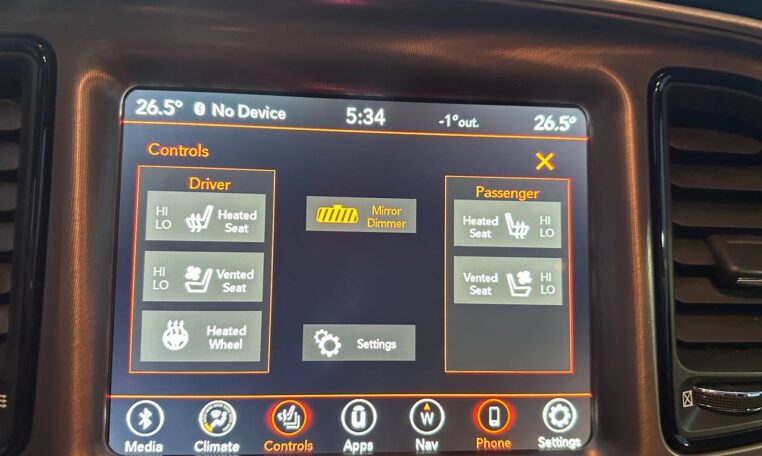 26.5° No Device 5:34 -1°out. 26.5°
Controls
Driver
HI
LO
Heated
Seat
HI
LO
Vented
Seat
Heated
Wheel
Mirror
Dimmer
Settings
Passenger
Heated
Seat
HI
LO
Vented
Seat
HI
LO
W
Media Climate Controls Apps Nav Phone Settings